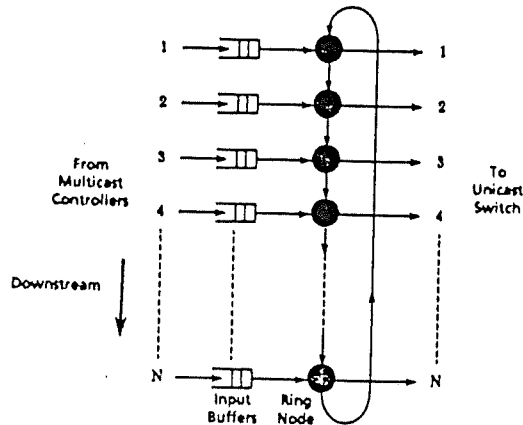 1
1
2
2
3
3
From
Multicast
Controllers
To
Unicast
Switch
4
4
Downstream
N
N
Input
Buffers
Ring
Node